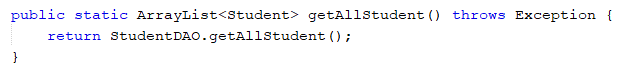 public static ArrayList<Student> getAllStudent() throws Exception {
    return StudentDAO.getAllStudent();
}